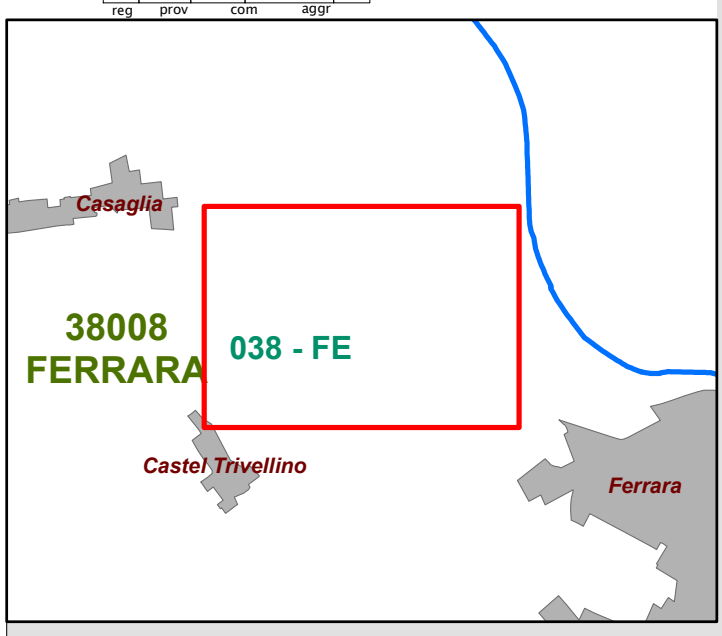 reg prov com aggr
Casaglia
38008
FERRARA
038 - FE
Castel Trivellino
Ferrara